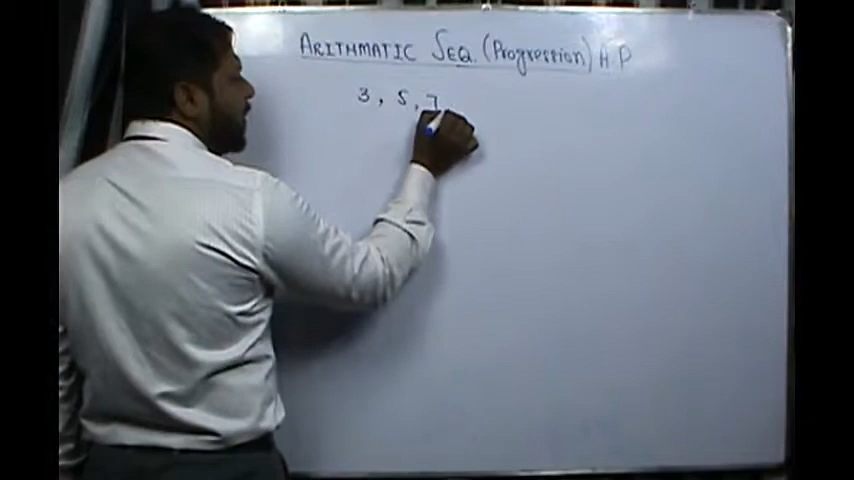 ARITHMATIC SEQ. (Progression) A P
3, 5, 7